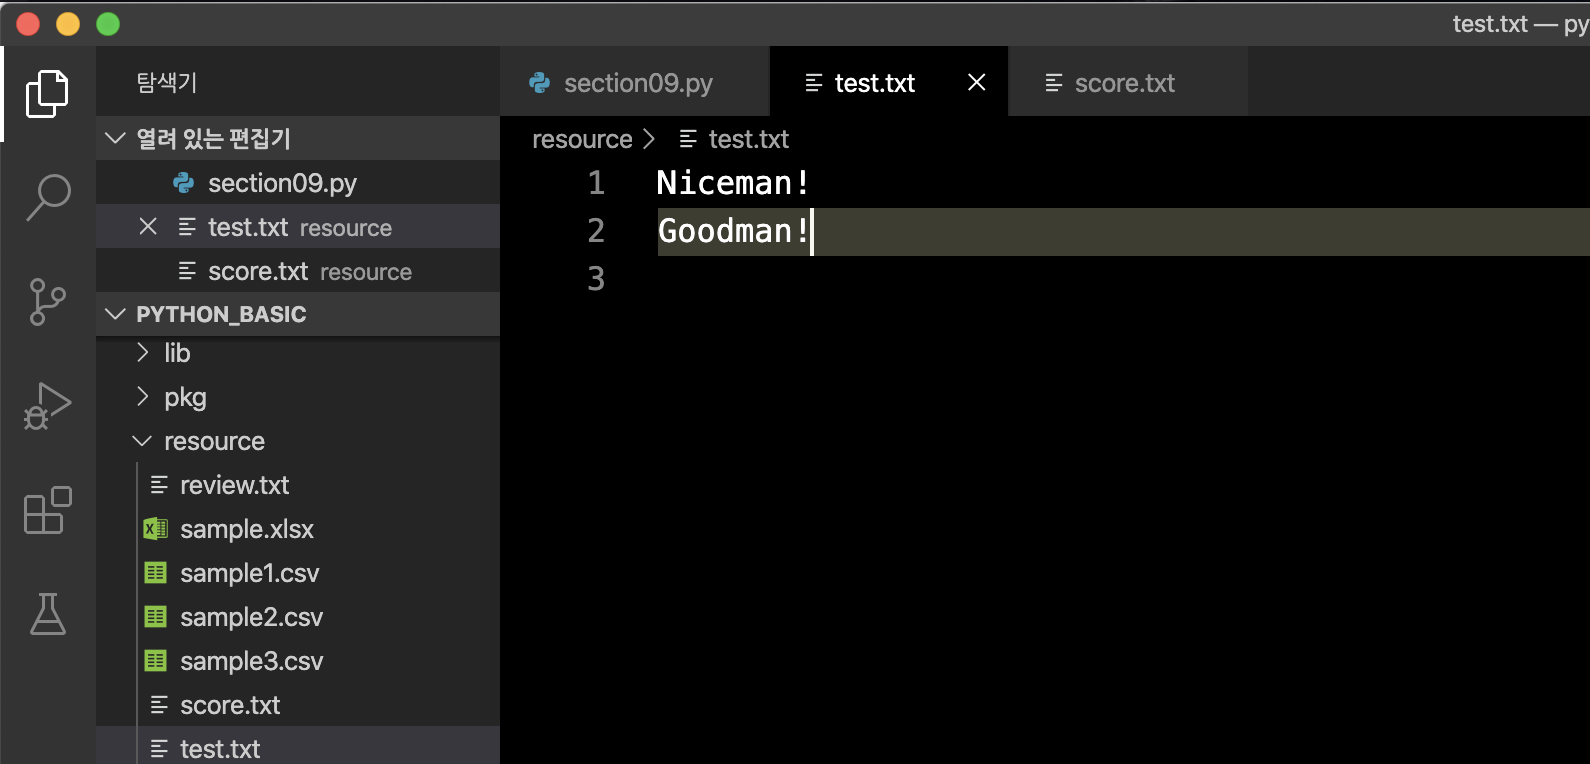 test.txt — py
탐색기
열려 있는 편집기
section09.py
test.txt resource
score.txt resource
PYTHON_BASIC
lib
pkg
resource
review.txt
sample.xlsx
sample1.csv
sample2.csv
sample3.csv
score.txt
test.txt
section09.py test.txt score.txt
resource > test.txt
1 Niceman!
2 Goodman!
3